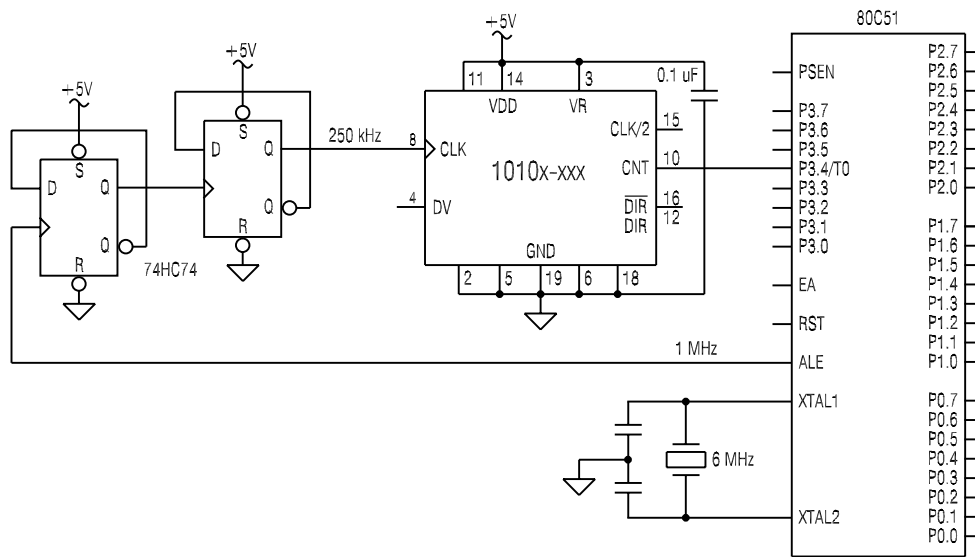 +5V
D
S
Q
Q
R
74HC74
+5V
D
S
Q
Q
R
250 kHz
+5V
11
14
3
0.1 uF
VDD
VR
8
CLK
1010x-xxx
CLK/2
15
CNT
10
4
DV
DIR
16
DIR
12
GND
2
5
19
6
18
1 MHz
6 MHz
80C51
PSEN
P3.7
P3.6
P3.5
P3.4/T0
P3.3
P3.2
P3.1
P3.0
EA
RST
ALE
XTAL1
XTAL2
P2.7
P2.6
P2.5
P2.4
P2.3
P2.2
P2.1
P2.0
P1.7
P1.6
P1.5
P1.4
P1.3
P1.2
P1.1
P1.0
P0.7
P0.6
P0.5
P0.4
P0.3
P0.2
P0.1
P0.0